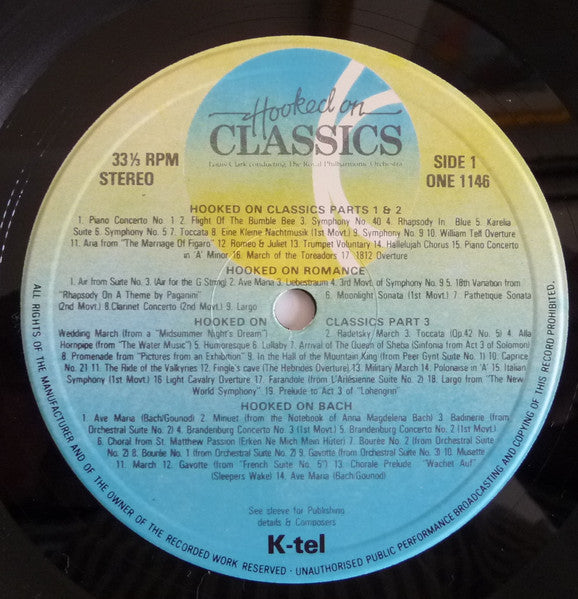 Hooked on
CLASSICS
Louis Clark conducting The Royal Philharmonic Orchestra
33⅓ RPM
STEREO
SIDE 1
ONE 1146
HOOKED ON CLASSICS PARTS 1 & 2
1. Piano Concerto No. 1 2. Flight Of The Bumble Bee 3. Symphony No. 40 4. Rhapsody In Blue 5. Karelia
Suite 6. Symphony No. 5 7. Toccata 8. Eine Kleine Nachtmusik (1st Movt.) 9. Symphony No. 9 10. William Tell Overture
11. Aria from "The Marriage Of Figaro" 12. Romeo & Juliet 13. Trumpet Voluntary 14. Hallelujah Chorus 15. Piano Concerto
in 'A' Minor 16. March of the Toreadors 17. 1812 Overture
HOOKED ON ROMANCE
1. Air from Suite No. 3. (Air for the G String) 2. Ave Maria 3. Liebestraum 4. 3rd Movt. of Symphony No. 9 5. 18th Variation from
"Rhapsody On A Theme by Paganini" 6. Moonlight Sonata (1st Movt.) 7. Pathetique Sonata
(2nd Movt.) 8. Clarinet Concerto (2nd Movt.) 9. Largo
HOOKED ON CLASSICS PART 3
Wedding March (from a "Midsummer Night's Dream") 2. Radetsky March 3. Toccata (Op.42 No. 5) 4. Alla
Hornpipe (from "The Water Music") 5. Humoresque 6. Lullaby 7. Arrival of The Queen of Sheba (Sinfonia from Act 3 of Solomon)
8. Promenade from "Pictures from an Exhibition" 9. In the Hall of the Mountain King (from Peer Gynt Suite No. 1) 10. Caprice
No. 21 11. The Ride of the Valkyries 12. Fingle's cave (The Hebrides Overture) 13. Military March 14. Polonaise in 'A' 15. Italian
Symphony (1st Movt.) 16. Light Cavalry Overture 17. Farandole (from L'Arlésienne Suite No. 2) 18. Largo from "The New
World Symphony" 19. Prelude to Act 3 of "Lohengrin"
HOOKED ON BACH
1. Ave Maria (Bach/Gounod) 2. Minuet (from the Notebook of Anna Magdelena Bach) 3. Badinerie (from
Orchestral Suite No. 2) 4. Brandenburg Concerto No. 3 (1st Movt.) 5. Brandenburg Concerto No. 2 (1st Movt.)
6. Choral from St. Matthew Passion (Erken Ne Mich Mein Hüter) 7. Bourée No. 2 (from Orchestral Suite
No. 2) 8. Bourée No. 1 (from Orchestral Suite No. 2) 9. Gavotte (from Orchestral Suite No. 3) 10. Musette
11. March 12. Gavotte (from "French Suite No. 5") 13. Chorale Prelude "Wachet Auf"
(Sleepers Wake) 14. Ave Maria (Bach/Gounod)
See sleeve for Publishing
details & Composers
K-tel
ALL RIGHTS OF THE MANUFACTURER AND OF THE OWNER OF THE RECORDED WORK RESERVED · UNAUTHORISED PUBLIC PERFORMANCE BROADCASTING AND COPYING OF THIS RECORD PROHIBITED.